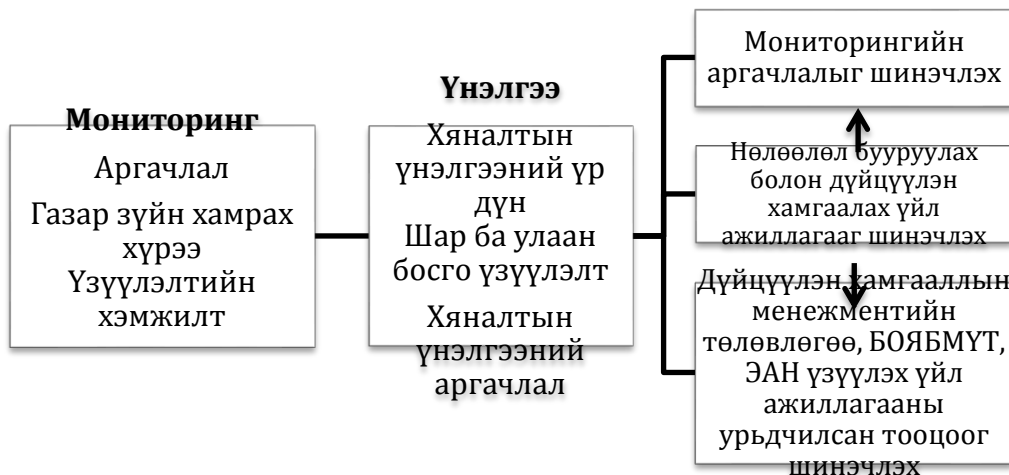 Мониторинг
Аргачлал
Газар зүйн хамрах
хүрээ
Үзүүлэлтийн
хэмжилт
Үнэлгээ
Хяналтын
үнэлгээний үр
дүн
Шар ба улаан
босго үзүүлэлт
Хяналтын
үнэлгээний
аргачлал
Мониторингийн
аргачлалыг шинэчлэх
Нөлөөлөл бууруулах
болон дүйцүүлэн
хамгаалах үйл
ажиллагааг шинэчлэх
Дүйцүүлэн хамгааллын
менежментийн
төлөвлөгөө, БОЯБМҮТ,
ЭАН үзүүлэх үйл
ажиллагааны
урьдчилсан тооцоог
шинэчлэх